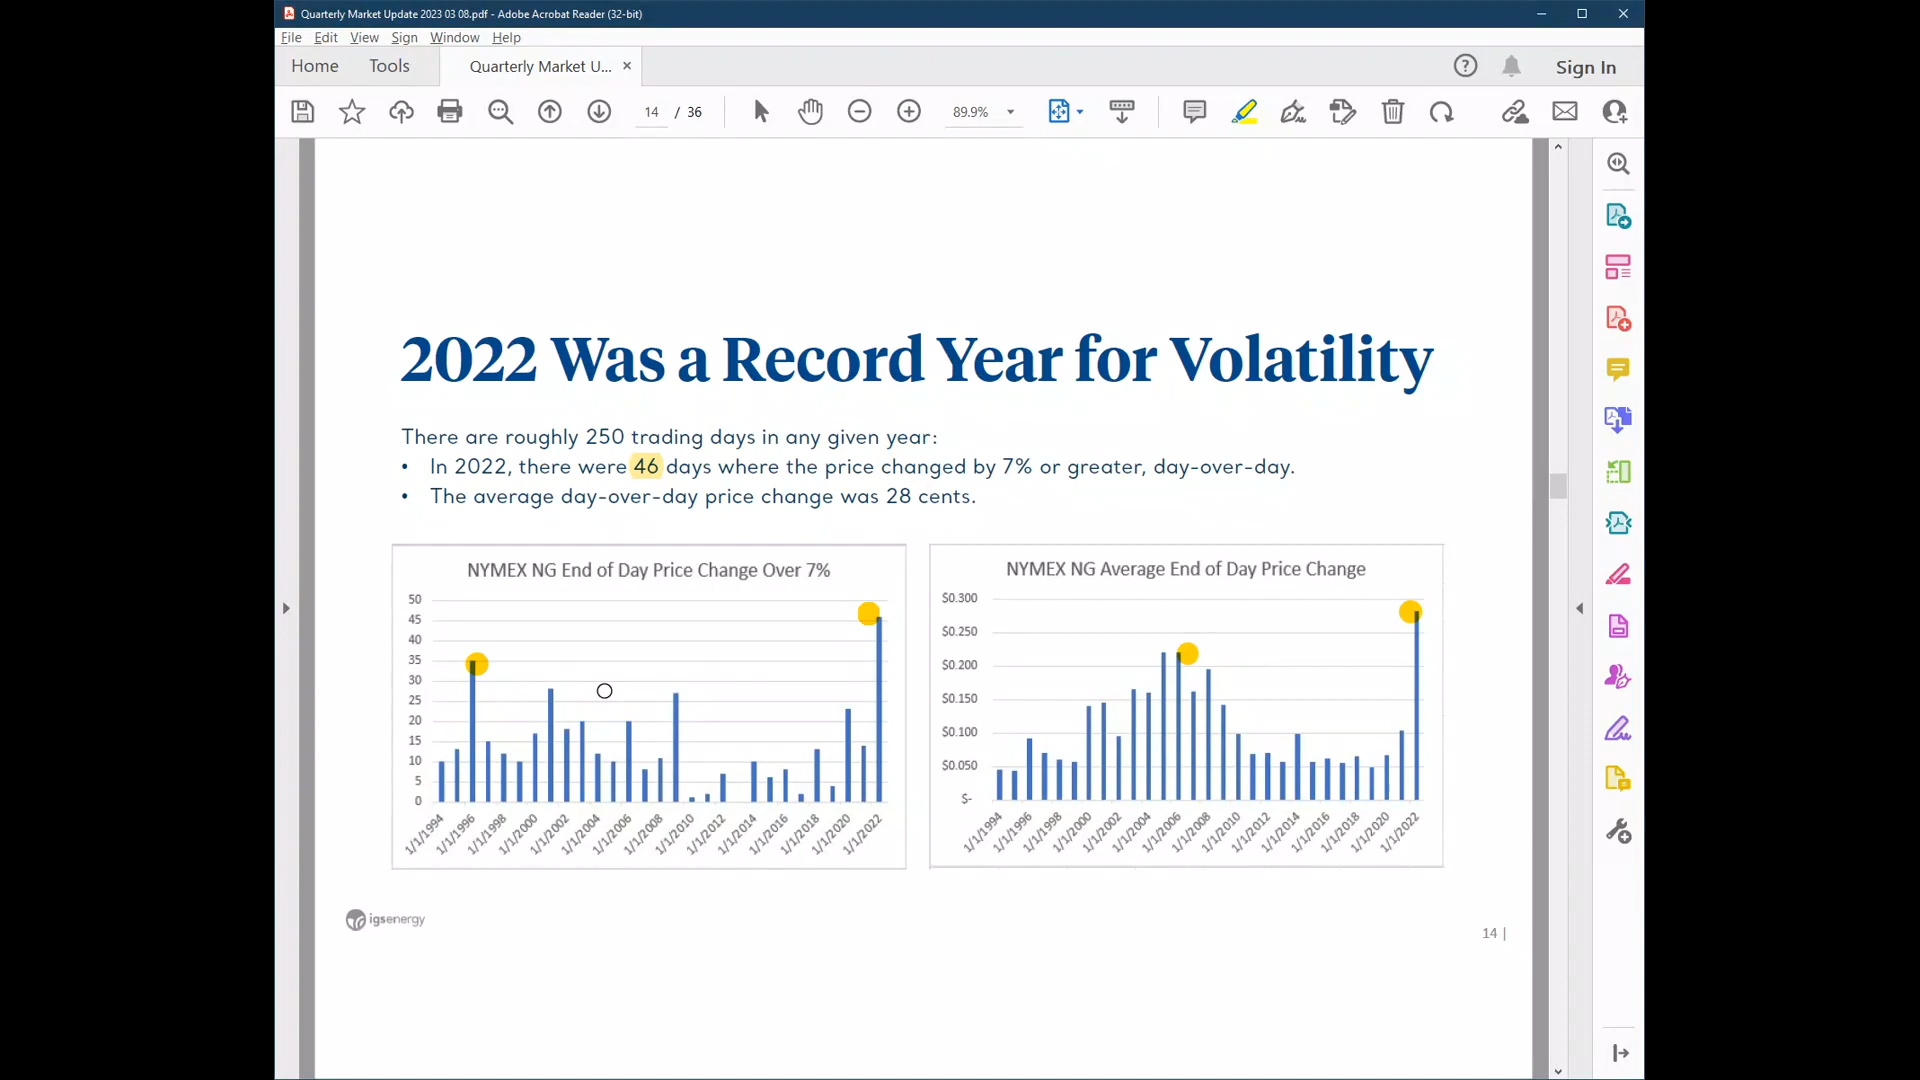 Quarterly Market Update 2023 03 08.pdf - Adobe Acrobat Reader (32-bit)
File Edit View Sign Window Help
Home Tools Quarterly Market U... × Sign In
14 / 36 89.9%
2022 Was a Record Year for Volatility
There are roughly 250 trading days in any given year:
• In 2022, there were 46 days where the price changed by 7% or greater, day-over-day.
• The average day-over-day price change was 28 cents.
NYMEX NG End of Day Price Change Over 7%
50
45
40
35
30
25
20
15
10
5
0
1/1/1994 1/1/1996 1/1/1998 1/1/2000 1/1/2002 1/1/2004 1/1/2006 1/1/2008 1/1/2010 1/1/2012 1/1/2014 1/1/2016 1/1/2018 1/1/2020 1/1/2022
NYMEX NG Average End of Day Price Change
$0.300
$0.250
$0.200
$0.150
$0.100
$0.050
$-
1/1/1994 1/1/1996 1/1/1998 1/1/2000 1/1/2002 1/1/2004 1/1/2006 1/1/2008 1/1/2010 1/1/2012 1/1/2014 1/1/2016 1/1/2018 1/1/2020 1/1/2022
igsenergy
14 |